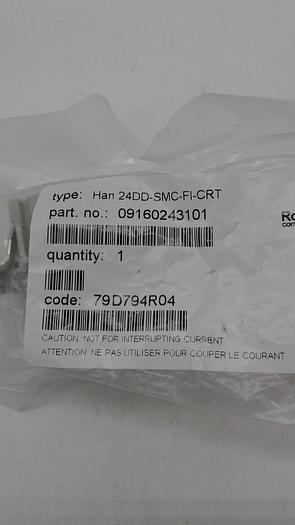 type: Han 24DD-SMC-FI-CRT
part. no.: 09160243101
quantity: 1
code: 79D794R04
CAUTION: NOT FOR INTERRUPTING CURRENT
ATTENTION: NE PAS UTILISER POUR COUPER LE COURANT